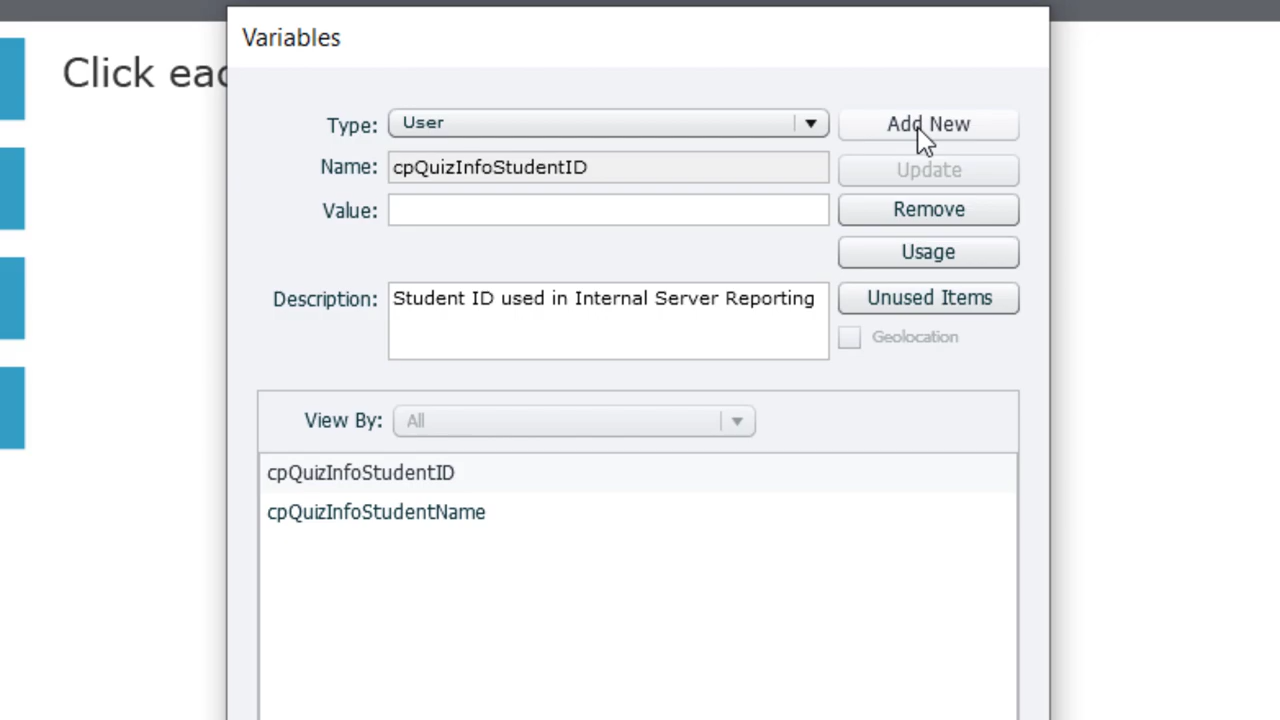 Variables
Click eac
Type: User Add New
Name: cpQuizInfoStudentID Update
Value: Remove
Usage
Description: Student ID used in Internal Server Reporting Unused Items
Geolocation
View By: All
cpQuizInfoStudentID
cpQuizInfoStudentName